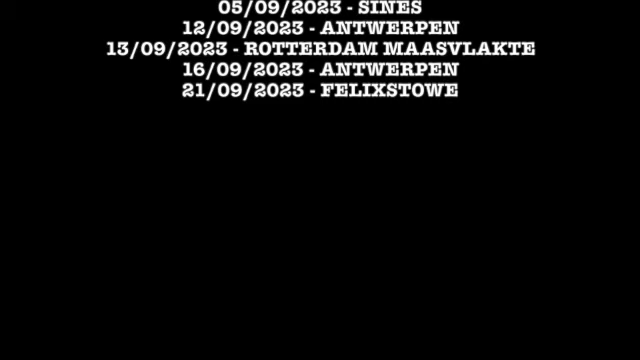 05/09/2023 - SINES
12/09/2023 - ANTWERPEN
13/09/2023 - ROTTERDAM MAASVLAKTE
16/09/2023 - ANTWERPEN
21/09/2023 - FELIXSTOWE